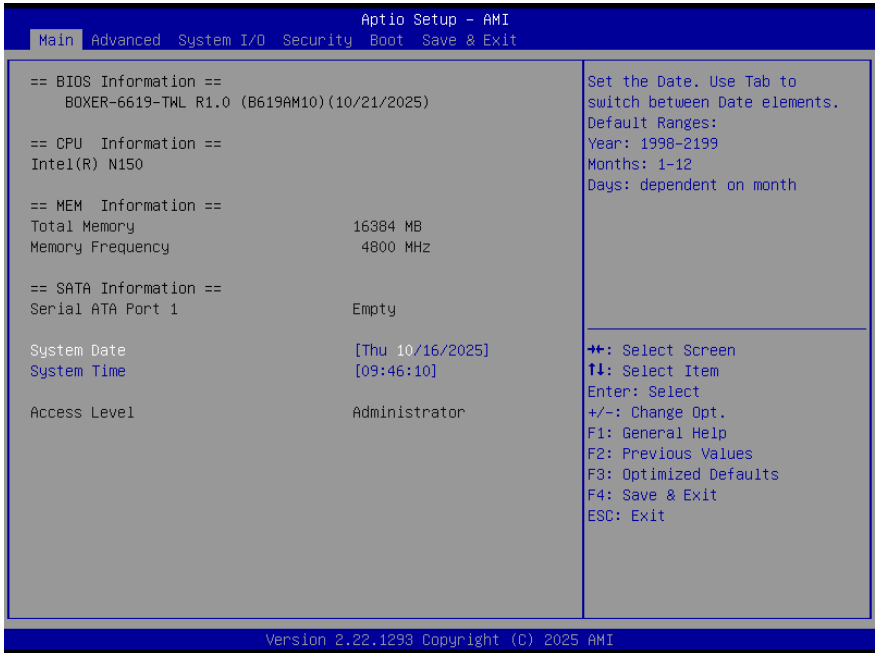 Aptio Setup - AMI
Main Advanced System I/O Security Boot Save & Exit
== BIOS Information ==
BOXER-6619-TWL R1.0 (B619AM10)(10/21/2025)
== CPU Information ==
Intel(R) N150
== MEM Information ==
Total Memory 16384 MB
Memory Frequency 4800 MHz
== SATA Information ==
Serial ATA Port 1 Empty
System Date [Thu 10/16/2025]
System Time [09:46:10]
Access Level Administrator
Set the Date. Use Tab to
switch between Date elements.
Default Ranges:
Year: 1998-2199
Months: 1-12
Days: dependent on month
→←: Select Screen
↑↓: Select Item
Enter: Select
+/-: Change Opt.
F1: General Help
F2: Previous Values
F3: Optimized Defaults
F4: Save & Exit
ESC: Exit
Version 2.22.1293 Copyright (C) 2025 AMI